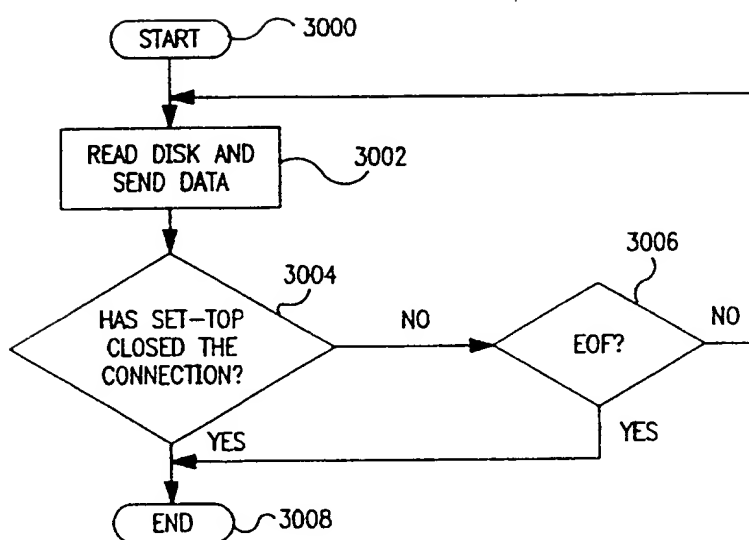 START
3000
READ DISK AND
SEND DATA
3002
HAS SET-TOP
CLOSED THE
CONNECTION?
3004
NO
EOF?
3006
NO
YES
YES
END
3008